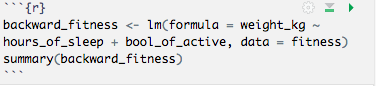 ```{r}
backward_fitness <- lm(formula = weight_kg ~
hours_of_sleep + bool_of_active, data = fitness)
summary(backward_fitness)
```